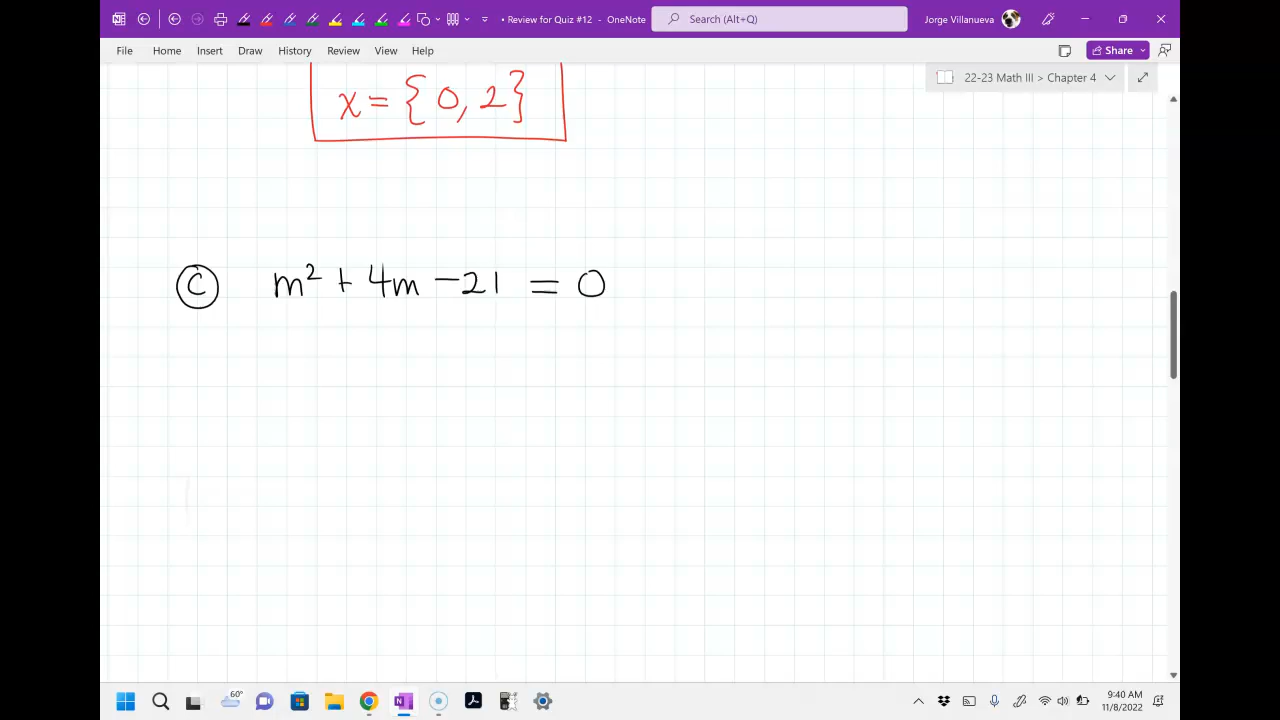 Review for Quiz #12 - OneNote
Search (Alt+Q)
Jorge Villanueva
File Home Insert Draw History Review View Help
Share
22-23 Math III > Chapter 4
x = {0, 2}
C m² + 4m - 21 = 0
60°
9:40 AM
11/8/2022